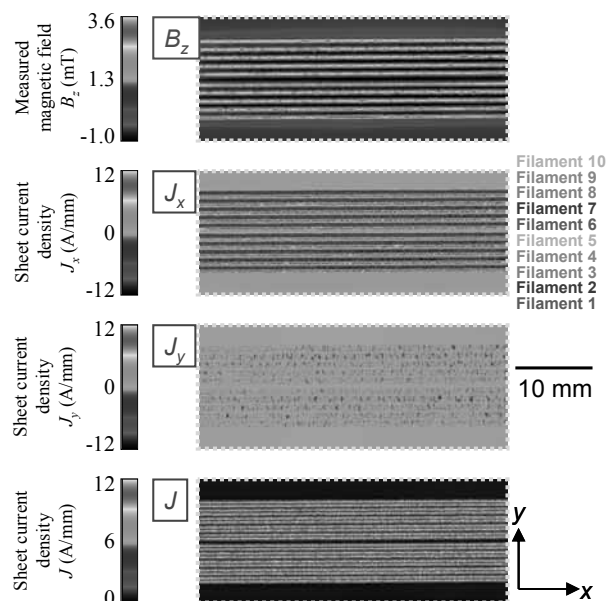 3.6
1.3
-1.0
Measured
magnetic field
B_z (mT)
B_z
12
0
-12
Sheet current
density
J_x (A/mm)
J_x
Filament 10
Filament 9
Filament 8
Filament 7
Filament 6
Filament 5
Filament 4
Filament 3
Filament 2
Filament 1
12
0
-12
Sheet current
density
J_y (A/mm)
J_y
10 mm
12
6
0
Sheet current
density
J (A/mm)
J
y
x